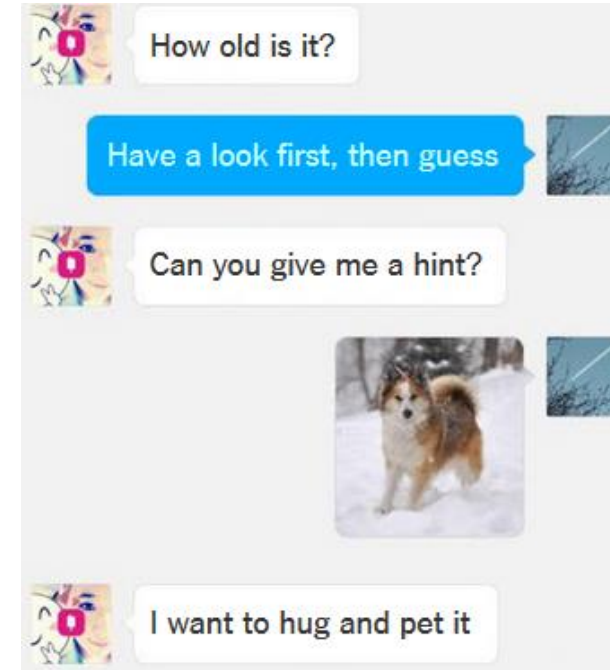 How old is it?
Have a look first, then guess
Can you give me a hint?
I want to hug and pet it